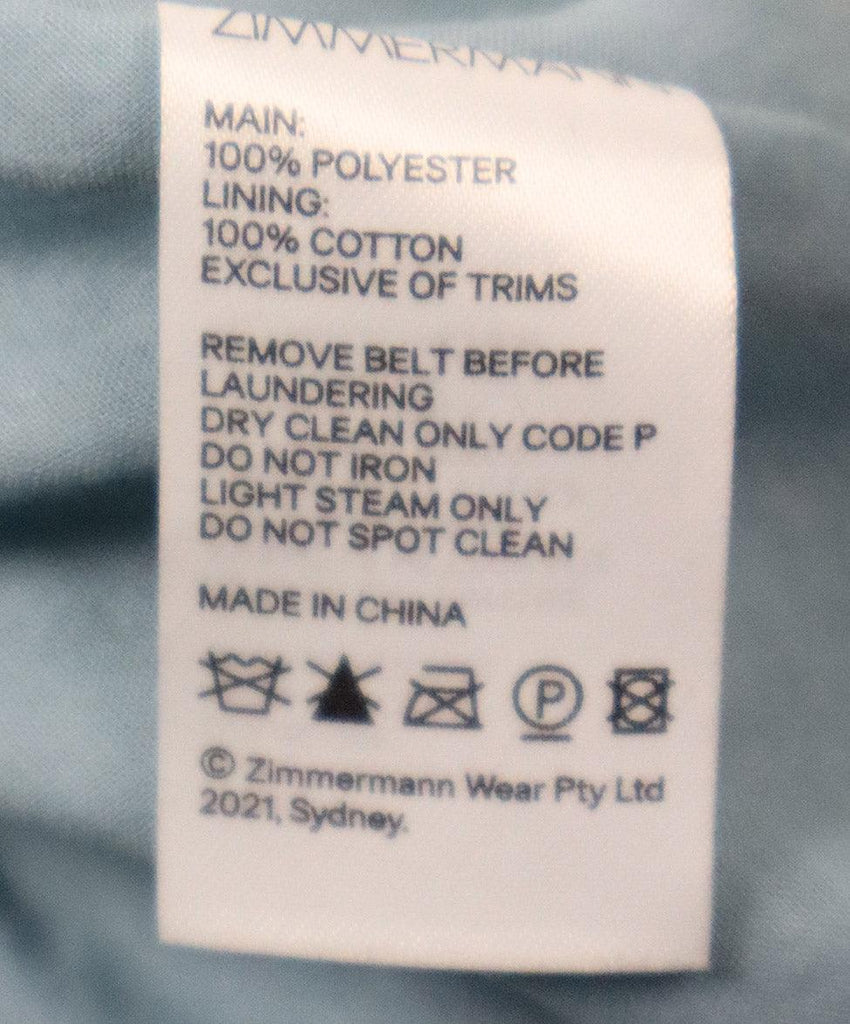 ZIMMERMANN
MAIN:
100% POLYESTER
LINING:
100% COTTON
EXCLUSIVE OF TRIMS
REMOVE BELT BEFORE
LAUNDERING
DRY CLEAN ONLY CODE P
DO NOT IRON
LIGHT STEAM ONLY
DO NOT SPOT CLEAN
MADE IN CHINA
P
© Zimmermann Wear Pty Ltd
2021, Sydney.